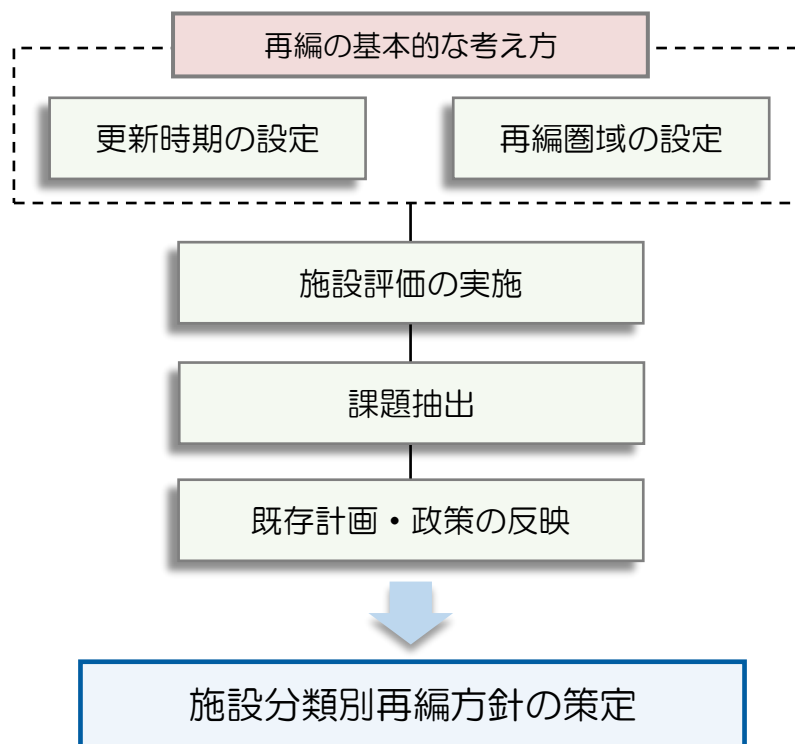 再編の基本的な考え方
更新時期の設定
再編圏域の設定
施設評価の実施
課題抽出
既存計画・政策の反映
施設分類別再編方針の策定